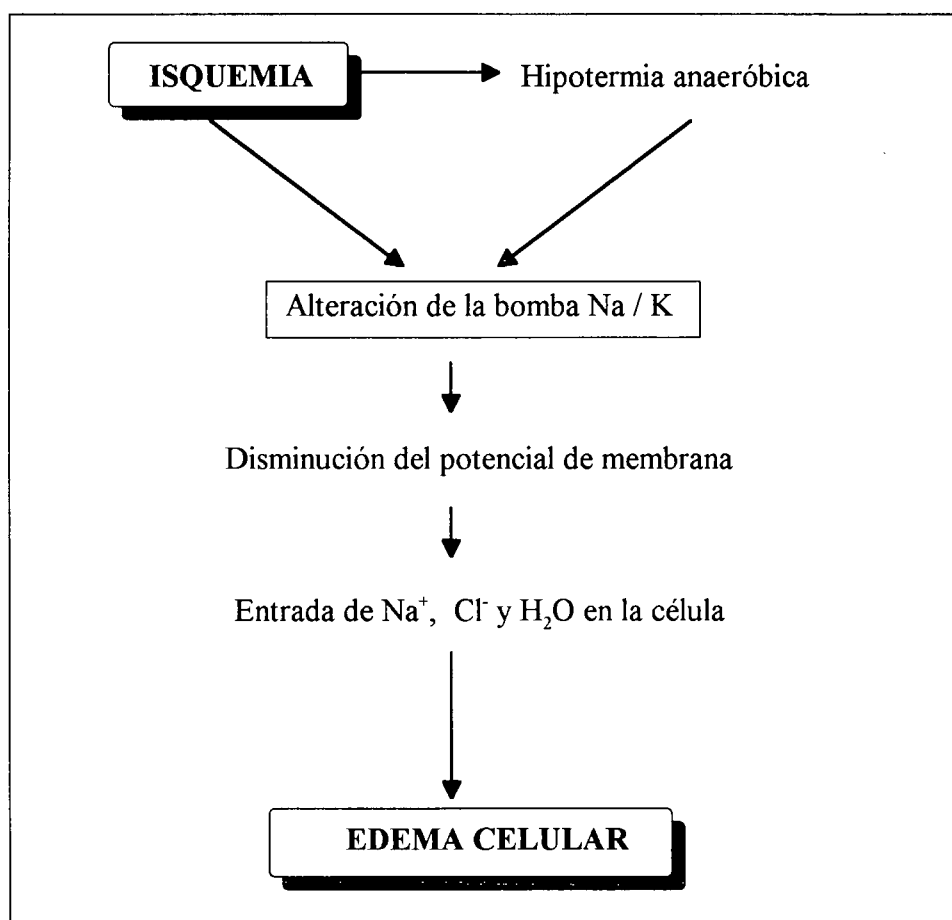 ISQUEMIA
Hipotermia anaeróbica
Alteración de la bomba Na / K
Disminución del potencial de membrana
Entrada de Na⁺, Cl⁻ y H₂O en la célula
EDEMA CELULAR